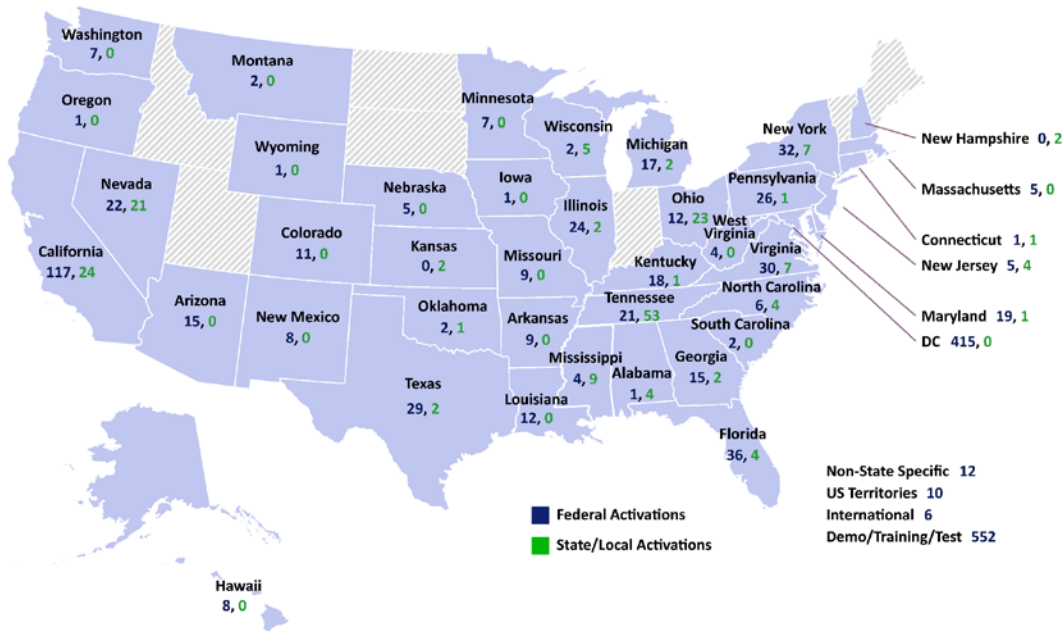 Washington
7, 0
Montana
2, 0
Oregon
1, 0
Minnesota
7, 0
Wisconsin
2, 5
Michigan
17, 2
New York
32, 7
New Hampshire 0, 2
Wyoming
1, 0
Massachusetts 5, 0
Nevada
22, 21
Nebraska
5, 0
Iowa
1, 0
Illinois
24, 2
Ohio
12, 23
Pennsylvania
26, 1
Connecticut 1, 1
New Jersey 5, 4
California
117, 24
Colorado
11, 0
Kansas
0, 2
Missouri
9, 0
Kentucky
18, 1
West
Virginia
4, 0
Virginia
30, 7
Maryland 19, 1
DC 415, 0
Arizona
15, 0
New Mexico
8, 0
Oklahoma
2, 1
Arkansas
9, 0
Tennessee
21, 53
North Carolina
6, 4
South Carolina
2, 0
Texas
29, 2
Louisiana
12, 0
Mississippi
4, 9
Alabama
1, 4
Georgia
15, 2
Florida
36, 4
Non-State Specific 12
US Territories 10
International 6
Demo/Training/Test 552
Federal Activations
State/Local Activations
Hawaii
8, 0